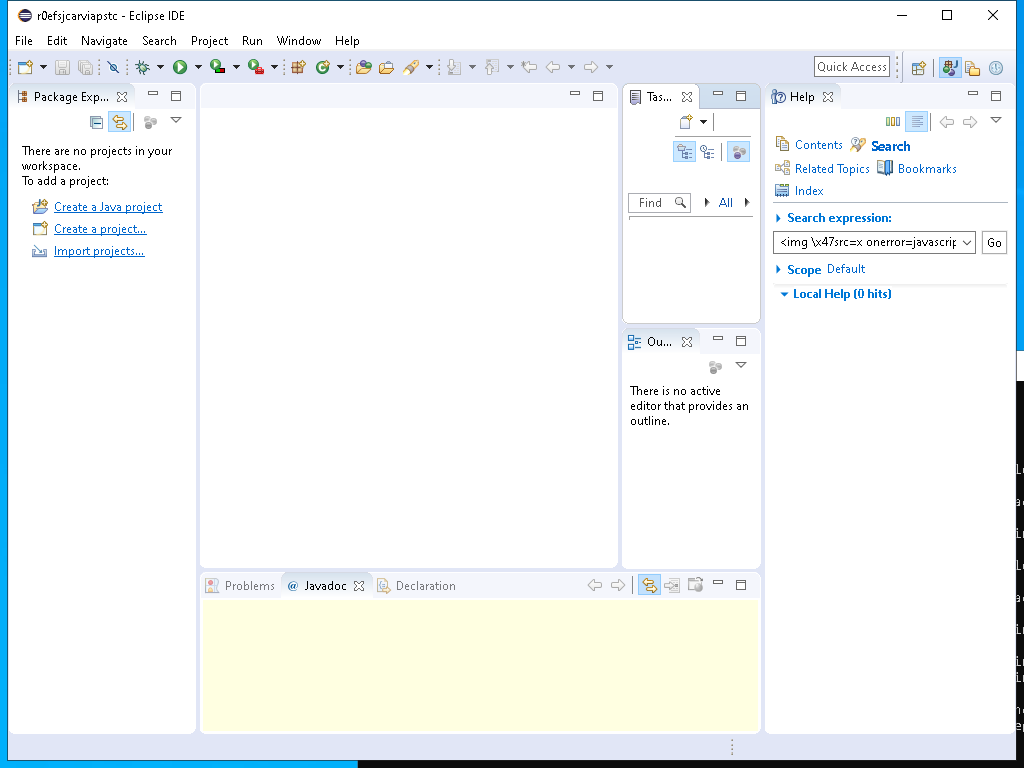 r0efsjcarviapstc - Eclipse IDE
File Edit Navigate Search Project Run Window Help
Quick Access
Package Exp...
There are no projects in your
workspace.
To add a project:
Create a Java project
Create a project...
Import projects...
Tas...
Find
All
Ou...
There is no active
editor that provides an
outline.
Help
Contents Search
Related Topics Bookmarks
Index
Search expression:
<img \x47src=x onerror=javascrip
Go
Scope Default
Local Help (0 hits)
Problems @ Javadoc Declaration